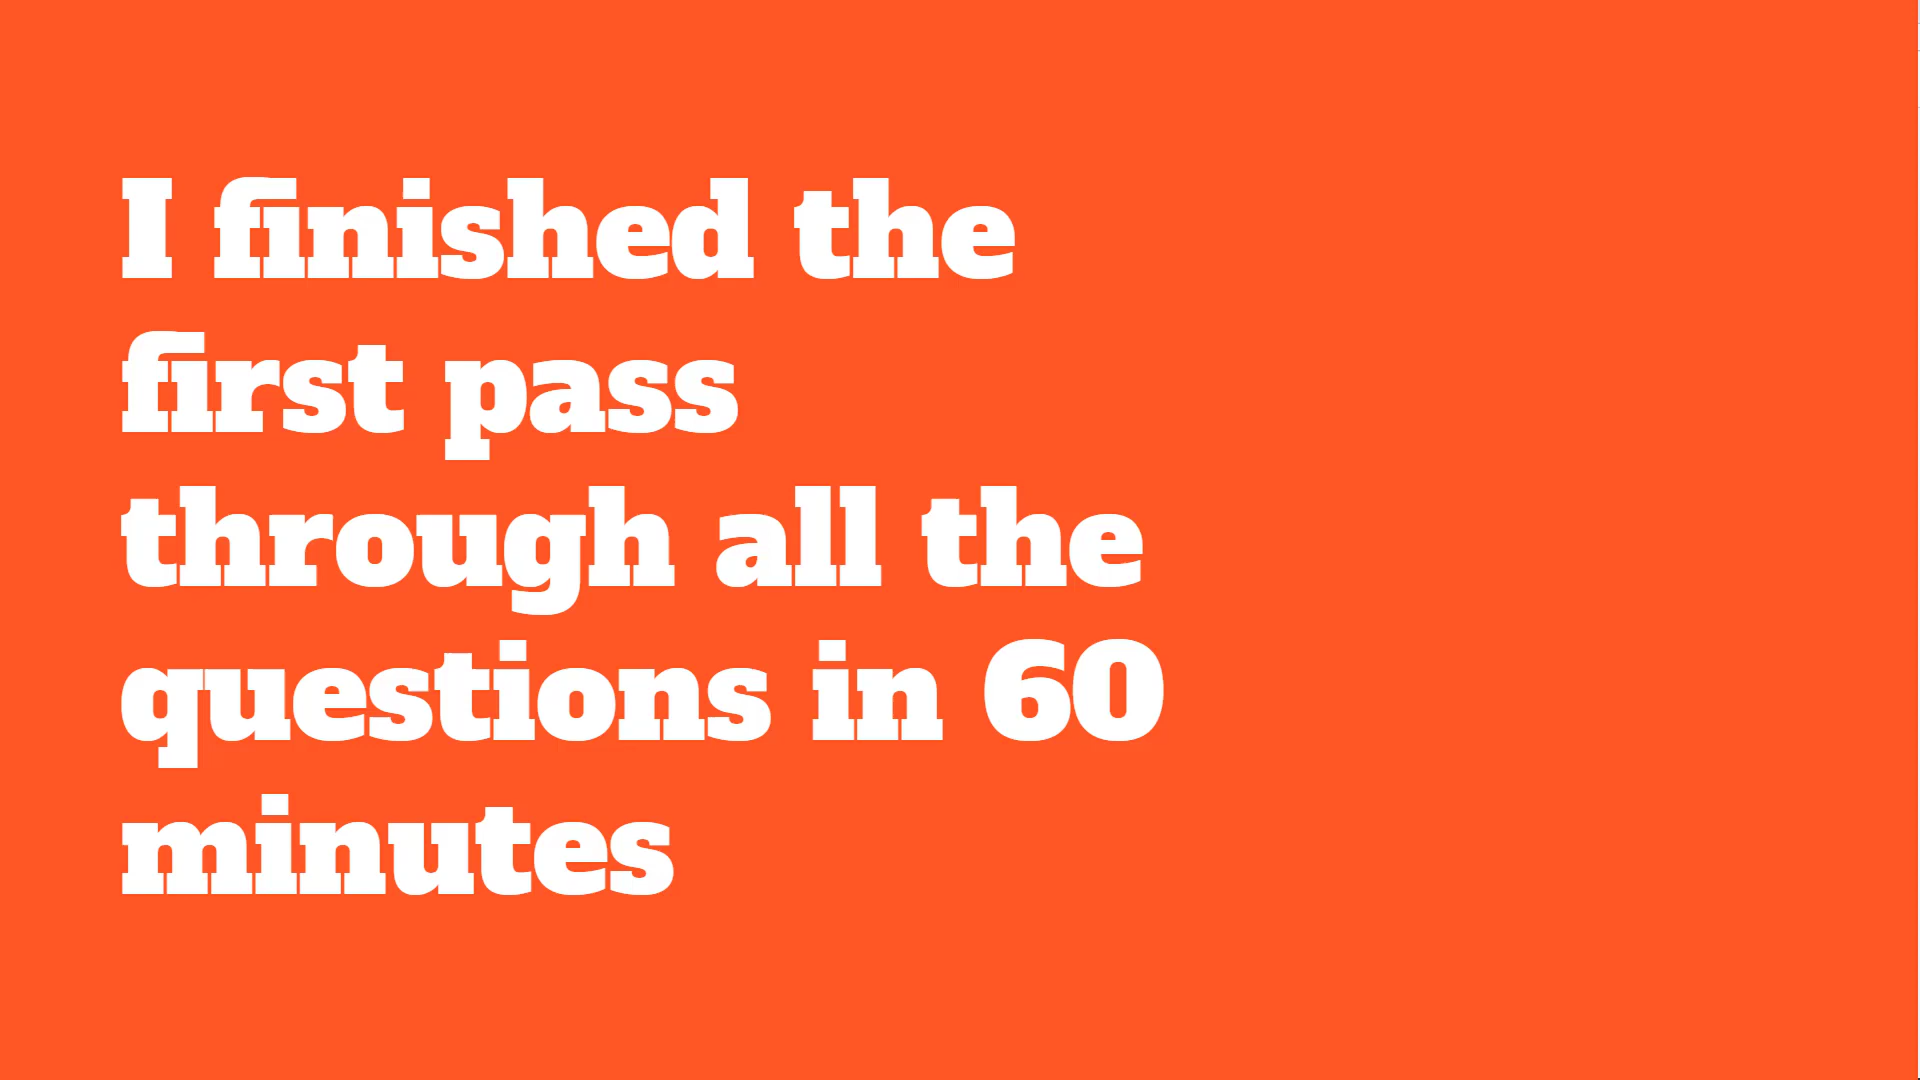 I finished the
first pass
through all the
questions in 60
minutes